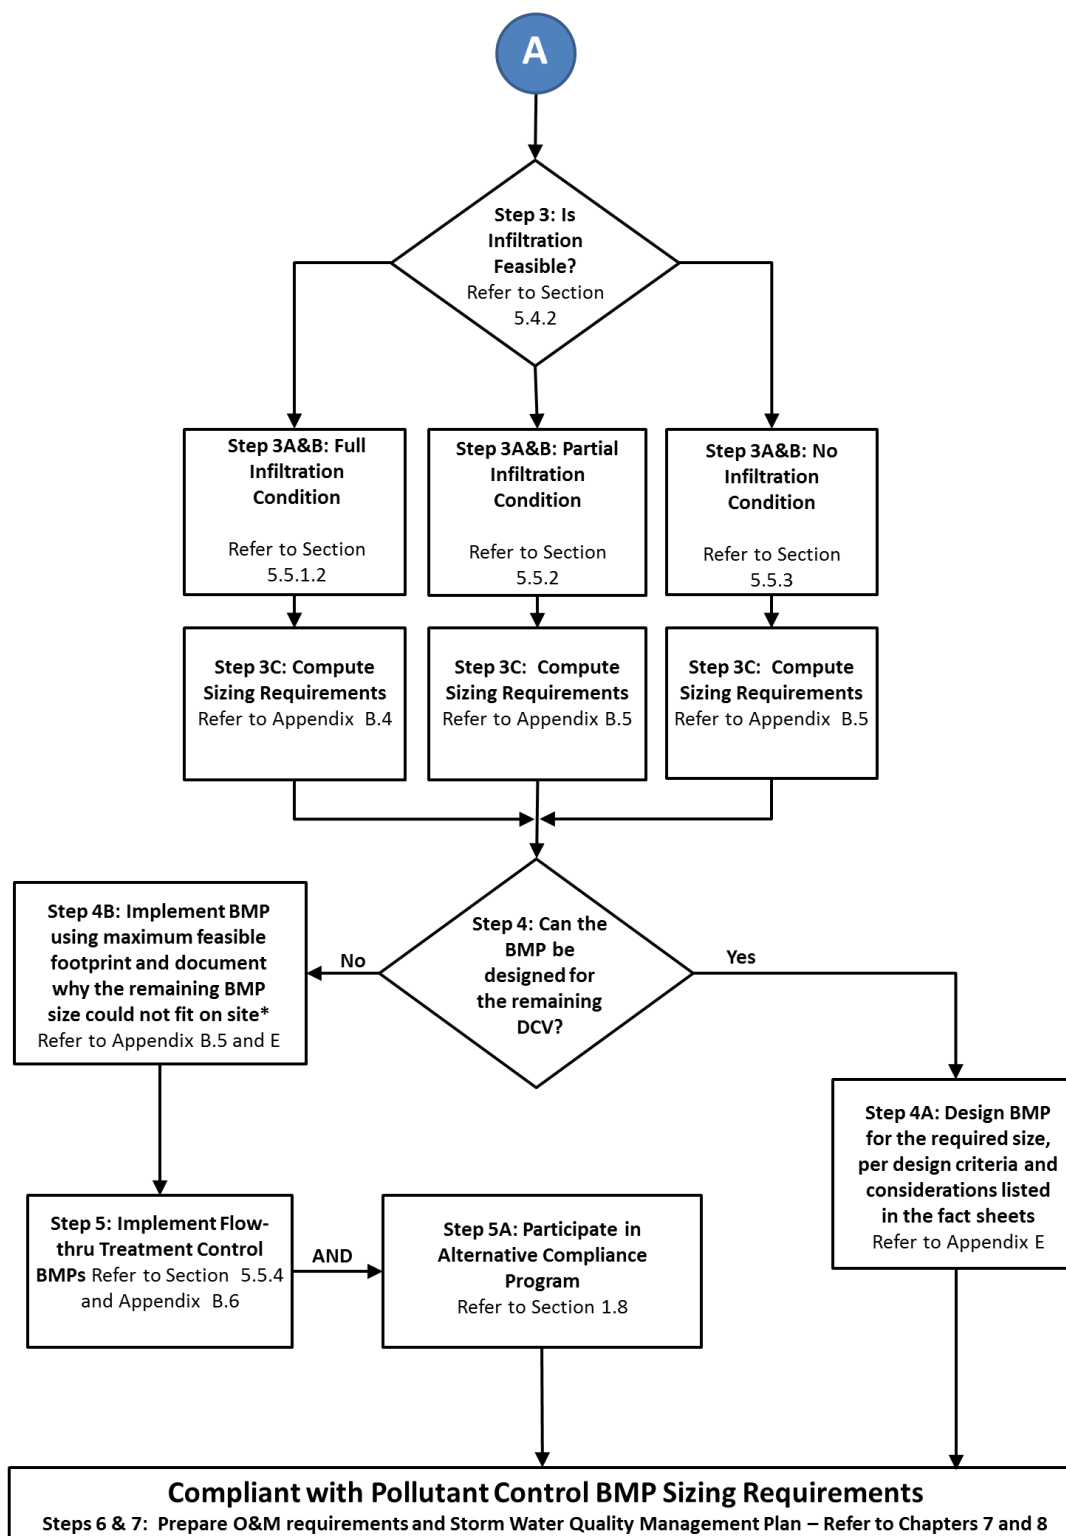 A
Step 3: Is
Infiltration
Feasible?
Refer to Section
5.4.2
Step 3A&B: Full
Infiltration
Condition
Refer to Section
5.5.1.2
Step 3A&B: Partial
Infiltration
Condition
Refer to Section
5.5.2
Step 3A&B: No
Infiltration
Condition
Refer to Section
5.5.3
Step 3C: Compute
Sizing Requirements
Refer to Appendix B.4
Step 3C: Compute
Sizing Requirements
Refer to Appendix B.5
Step 3C: Compute
Sizing Requirements
Refer to Appendix B.5
Step 4: Can the
BMP be
designed for
the remaining
DCV?
No
Yes
Step 4B: Implement BMP
using maximum feasible
footprint and document
why the remaining BMP
size could not fit on site*
Refer to Appendix B.5 and E
Step 4A: Design BMP
for the required size,
per design criteria and
considerations listed
in the fact sheets
Refer to Appendix E
Step 5: Implement Flow-
thru Treatment Control
BMPs Refer to Section 5.5.4
and Appendix B.6
AND
Step 5A: Participate in
Alternative Compliance
Program
Refer to Section 1.8
Compliant with Pollutant Control BMP Sizing Requirements
Steps 6 & 7: Prepare O&M requirements and Storm Water Quality Management Plan – Refer to Chapters 7 and 8